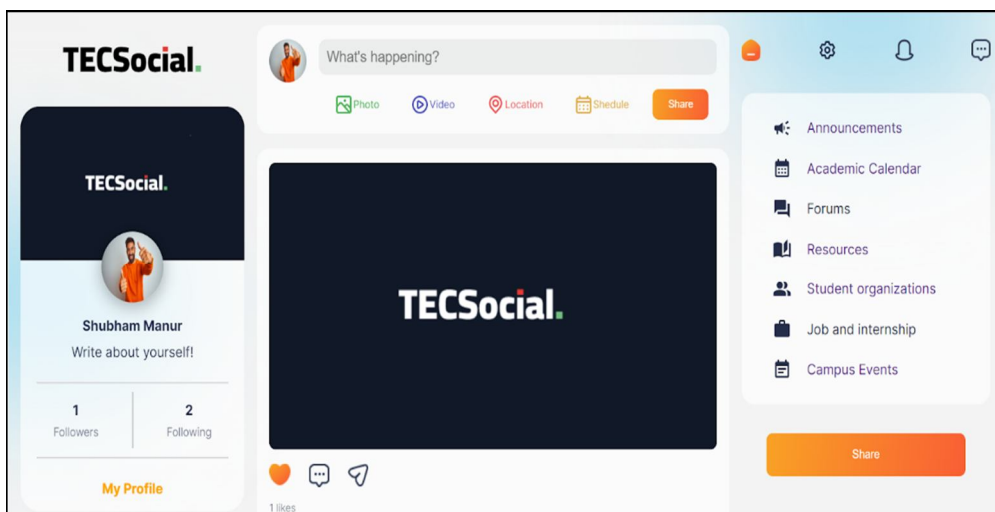 TECSocial.
TECSocial.
Shubham Manur
Write about yourself!
1 2
Followers Following
My Profile
What's happening?
Photo Video Location Shedule Share
TECSocial.
1 likes
Announcements
Academic Calendar
Forums
Resources
Student organizations
Job and internship
Campus Events
Share